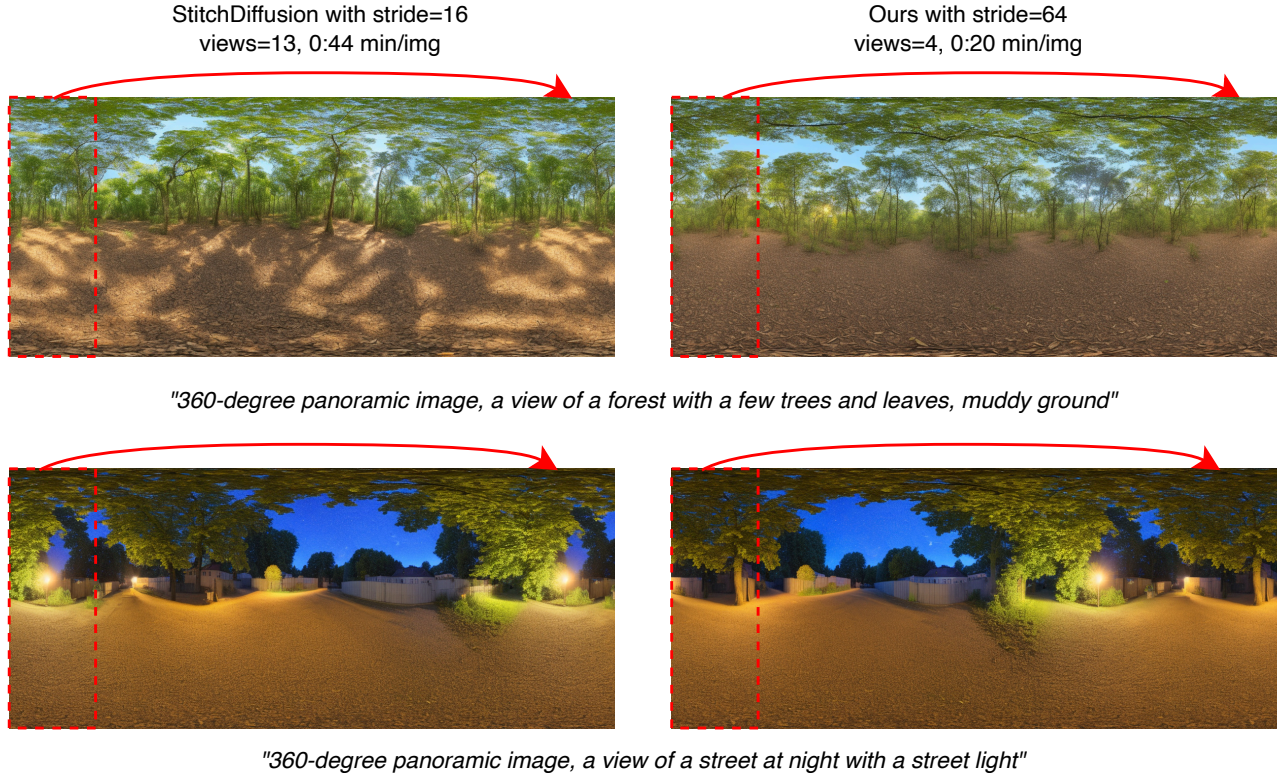 StitchDiffusion with stride=16
views=13, 0:44 min/img
Ours with stride=64
views=4, 0:20 min/img
"360-degree panoramic image, a view of a forest with a few trees and leaves, muddy ground"
"360-degree panoramic image, a view of a street at night with a street light"